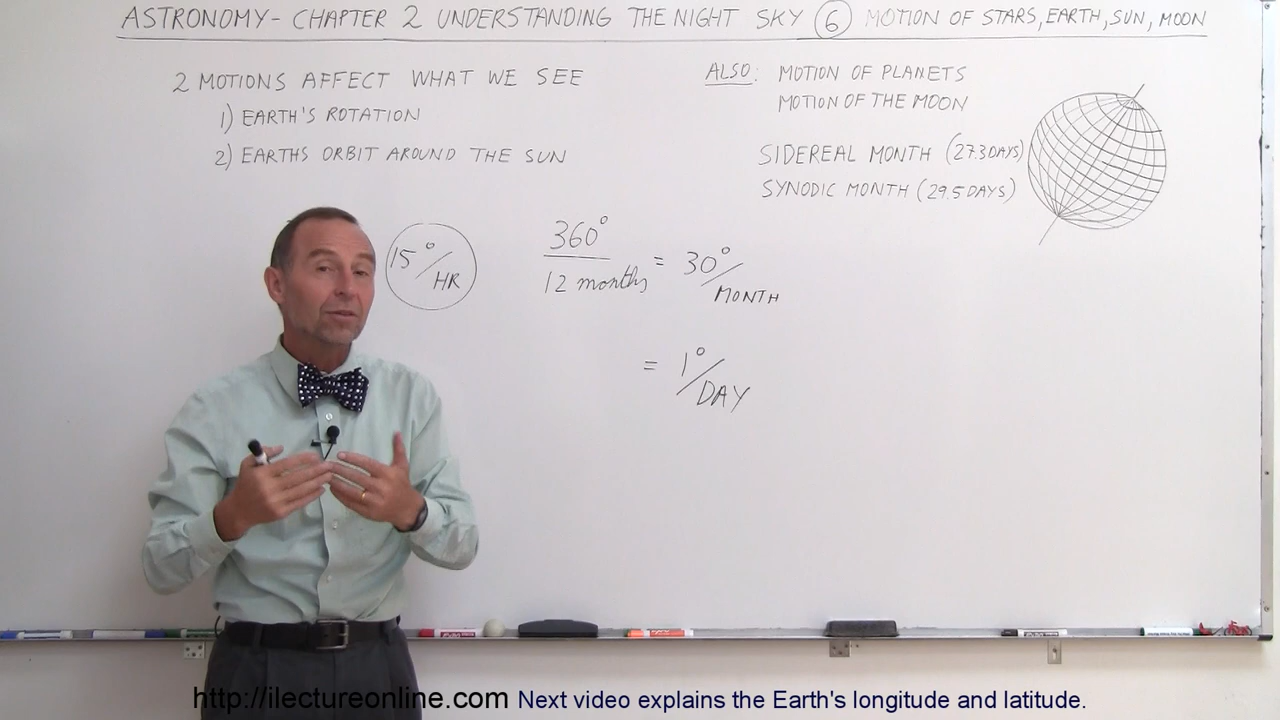 ASTRONOMY- CHAPTER 2 UNDERSTANDING THE NIGHT SKY 6 MOTION OF STARS, EARTH, SUN, MOON
2 MOTIONS AFFECT WHAT WE SEE
1) EARTH'S ROTATION
2) EARTHS ORBIT AROUND THE SUN
ALSO: MOTION OF PLANETS
MOTION OF THE MOON
SIDEREAL MONTH (27.3 DAYS)
SYNODIC MONTH (29.5 DAYS)
15°/HR
360°/12 months = 30°/MONTH
= 1°/DAY
http://ilectureonline.com Next video explains the Earth's longitude and latitude.